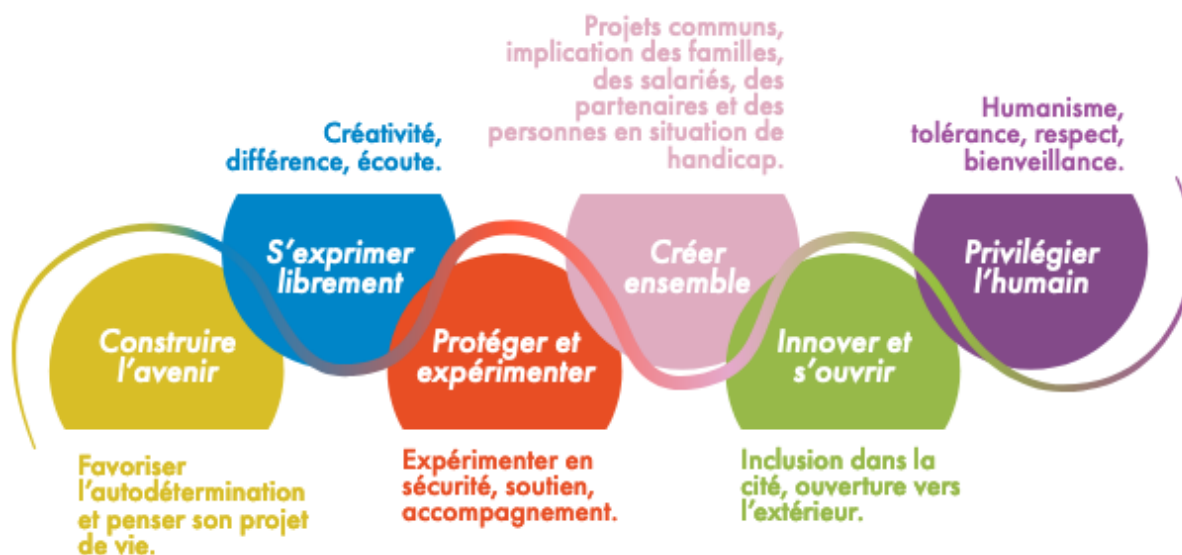 Construire
l'avenir
Favoriser
l'autodétermination
et penser son projet
de vie.
Créativité,
différence, écoute.
S'exprimer
librement
Protéger et
expérimenter
Expérimenter en
sécurité, soutien,
accompagnement.
Projets communs,
implication des familles,
des salariés, des
partenaires et des
personnes en situation de
handicap.
Créer
ensemble
Innover et
s'ouvrir
Inclusion dans la
cité, ouverture vers
l'extérieur.
Humanisme,
tolérance, respect,
bienveillance.
Privilégier
l'humain